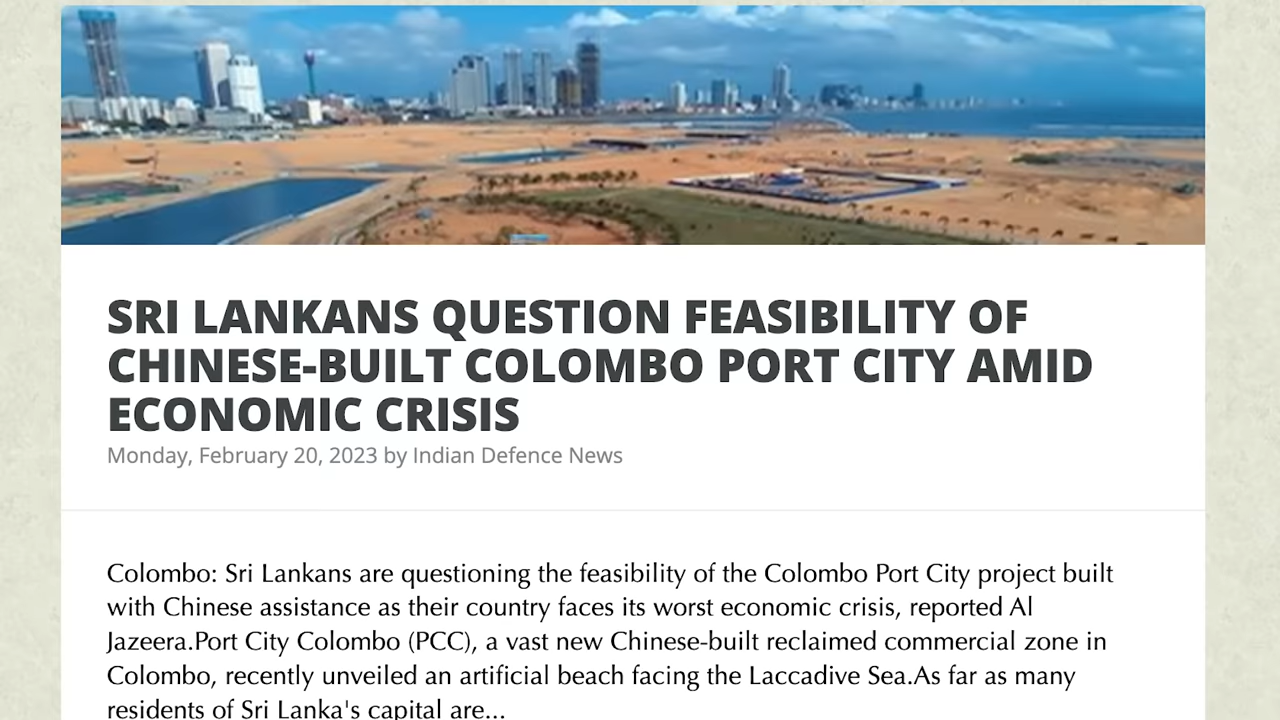 SRI LANKANS QUESTION FEASIBILITY OF
CHINESE-BUILT COLOMBO PORT CITY AMID
ECONOMIC CRISIS
Monday, February 20, 2023 by Indian Defence News
Colombo: Sri Lankans are questioning the feasibility of the Colombo Port City project built
with Chinese assistance as their country faces its worst economic crisis, reported Al
Jazeera.Port City Colombo (PCC), a vast new Chinese-built reclaimed commercial zone in
Colombo, recently unveiled an artificial beach facing the Laccadive Sea.As far as many
residents of Sri Lanka's capital are...